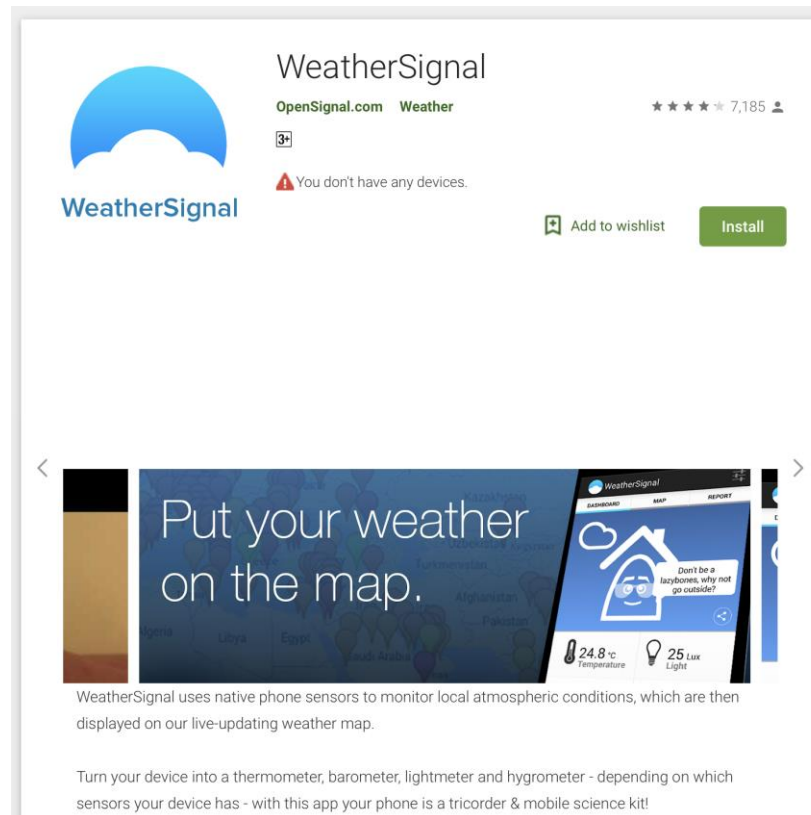 WeatherSignal
OpenSignal.com Weather
7,185
3+
You don't have any devices.
WeatherSignal
Add to wishlist
Install
Put your weather
on the map.
Kazakhstan
Uzbekistan
Turkmenistan
Afghanistan
Pakistan
Algeria
Libya
Egypt
Saudi Arabia
WeatherSignal
DASHBOARD
MAP
REPORT
Don't be a
lazybones, why not
go outside?
24.8 °C
Temperature
25 Lux
Light
WeatherSignal uses native phone sensors to monitor local atmospheric conditions, which are then
displayed on our live-updating weather map.
Turn your device into a thermometer, barometer, lightmeter and hygrometer - depending on which
sensors your device has - with this app your phone is a tricorder & mobile science kit!